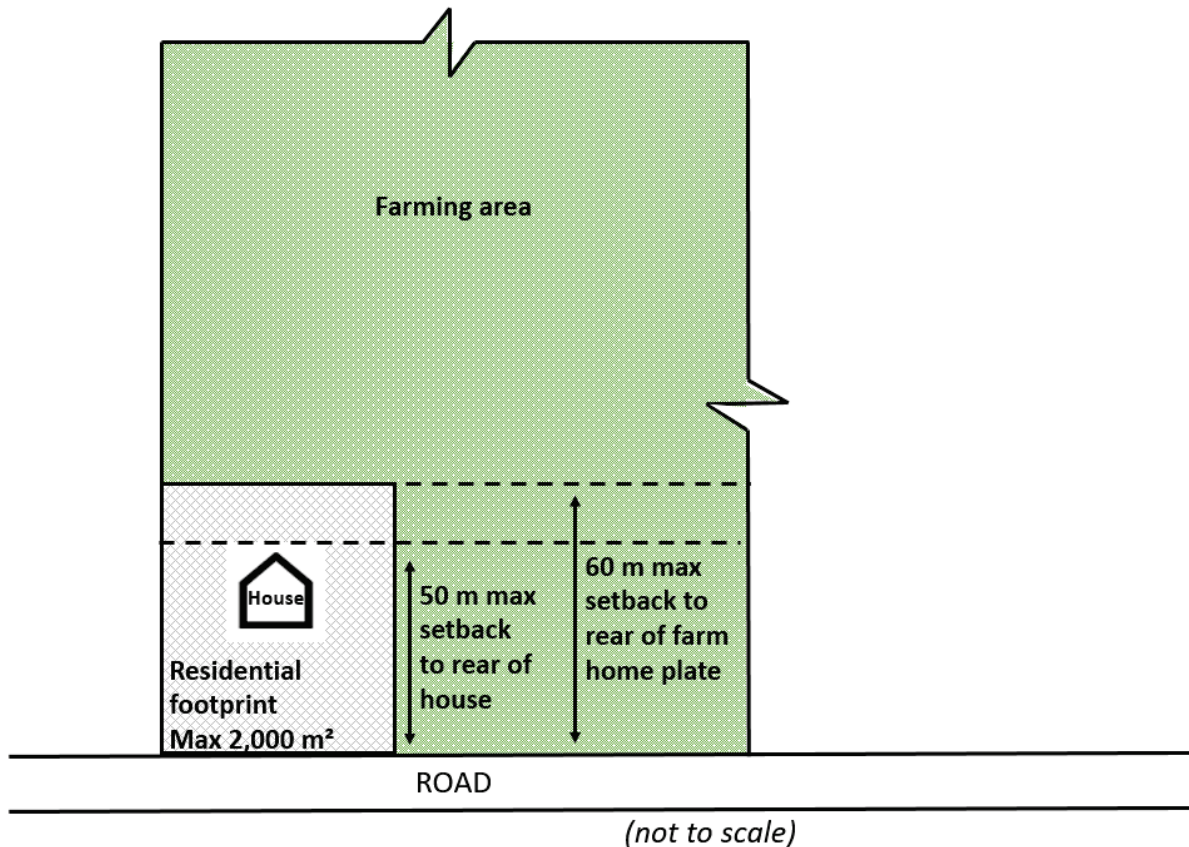 Farming area
House
Residential
footprint
Max 2,000 m²
50 m max
setback
to rear of
house
60 m max
setback to
rear of farm
home plate
ROAD
(not to scale)